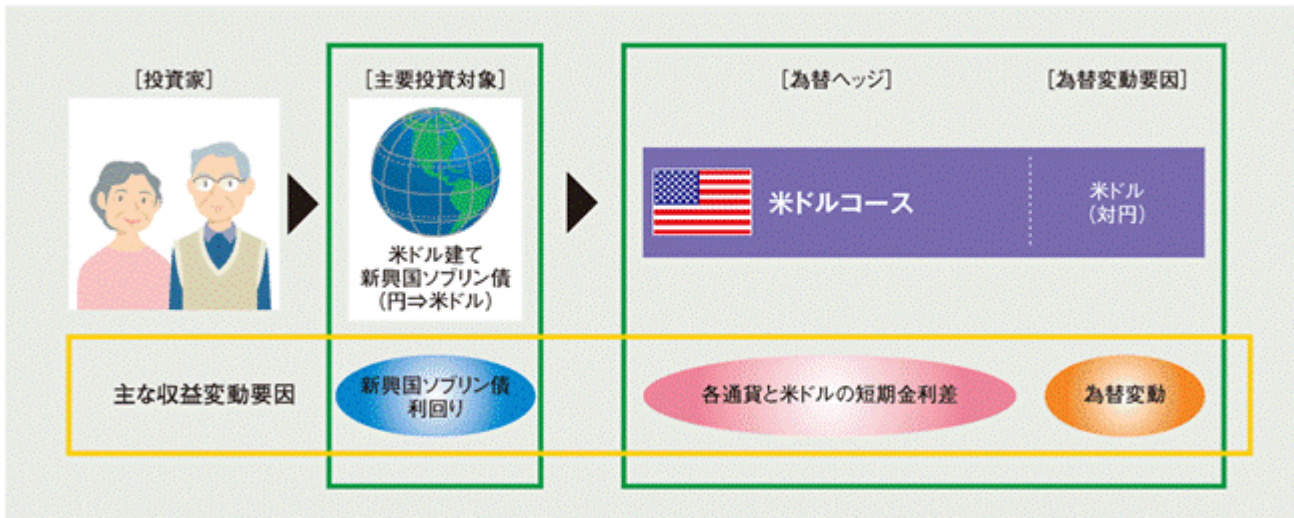 [投資家]
[主要投資対象]
[為替ヘッジ]
[為替変動要因]
米ドル建て
新興国ソブリン債
(円⇒米ドル)
米ドルコース
米ドル
(対円)
主な収益変動要因
新興国ソブリン債
利回り
各通貨と米ドルの短期金利差
為替変動